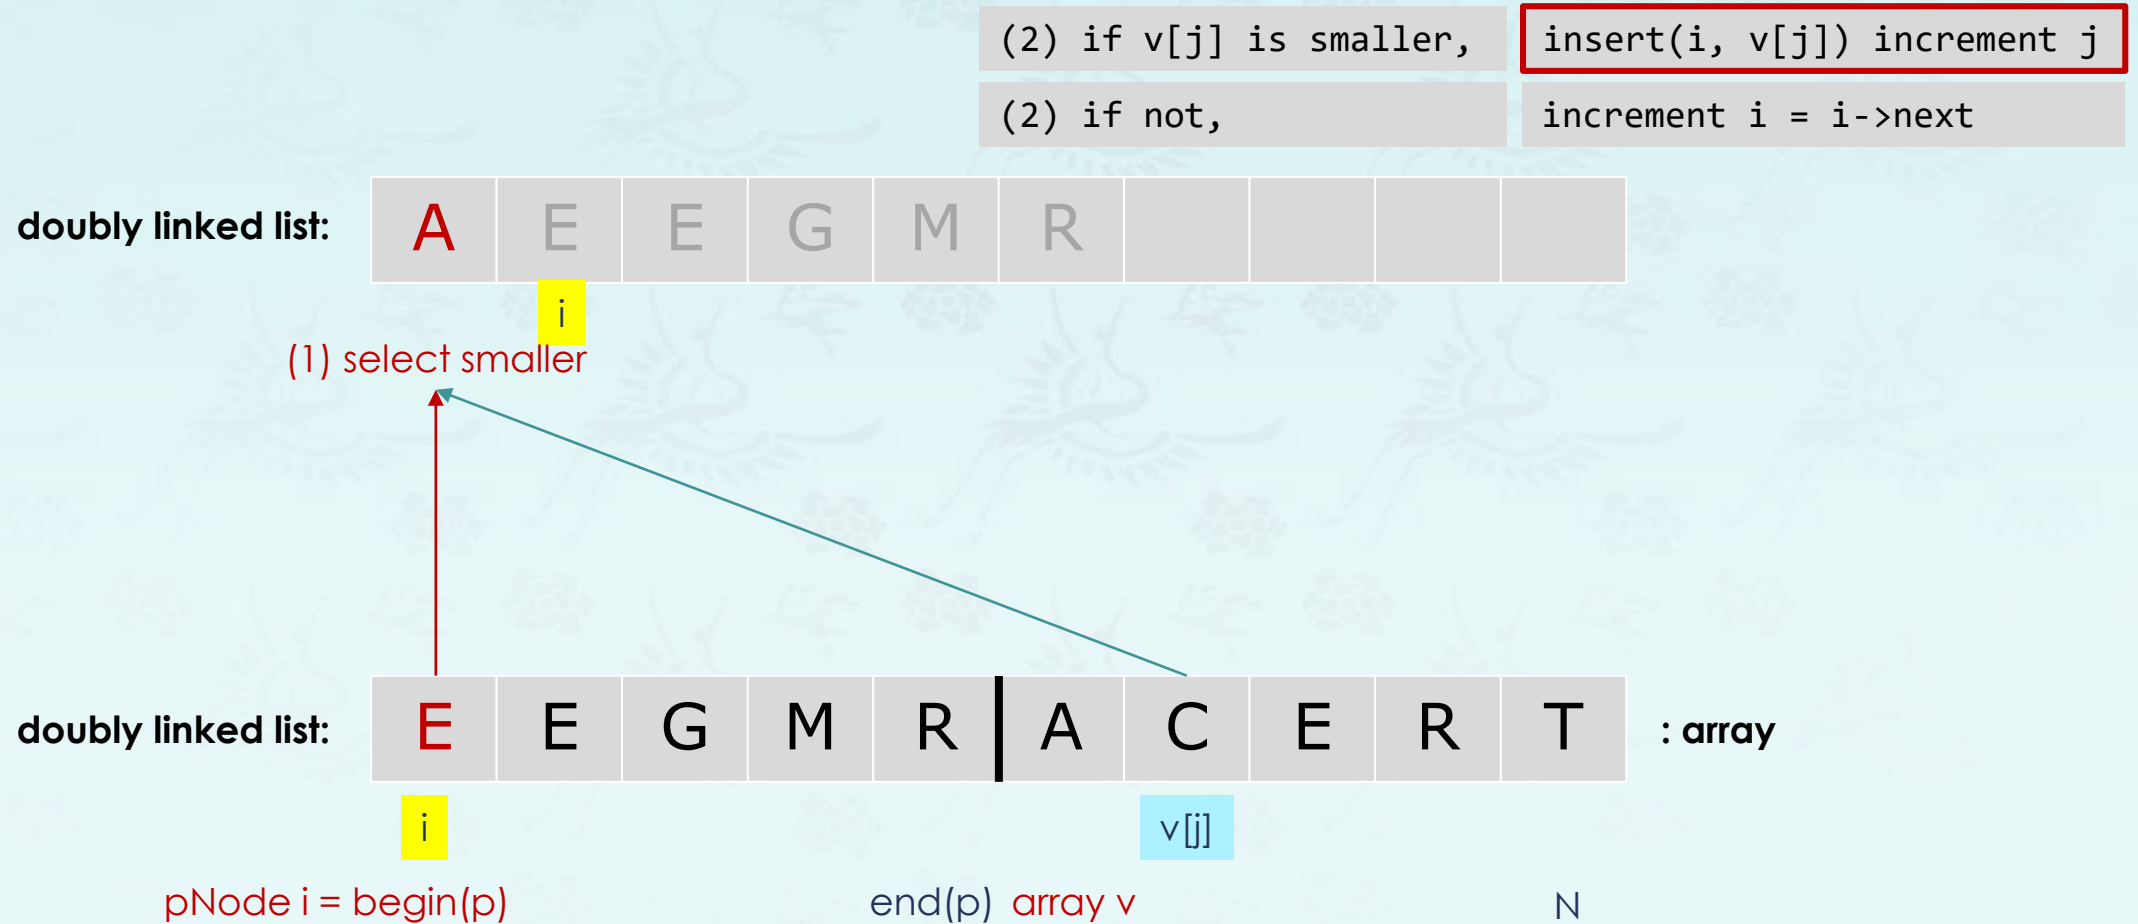 (2) if v[j] is smaller, insert(i, v[j]) increment j
(2) if not, increment i = i->next
doubly linked list: A E E G M R
i
(1) select smaller
doubly linked list: E E G M R A C E R T : array
i v[j]
pNode i = begin(p) end(p) array v N